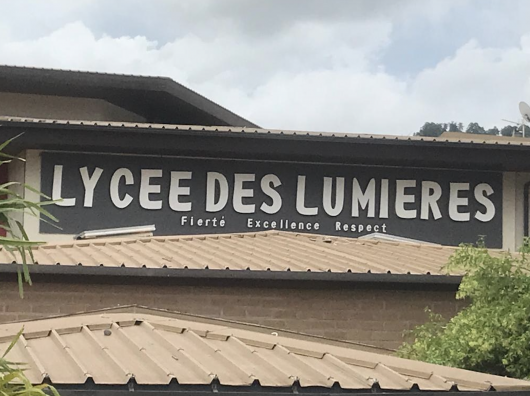 LYCEE DES LUMIERES
Fierté Excellence Respect